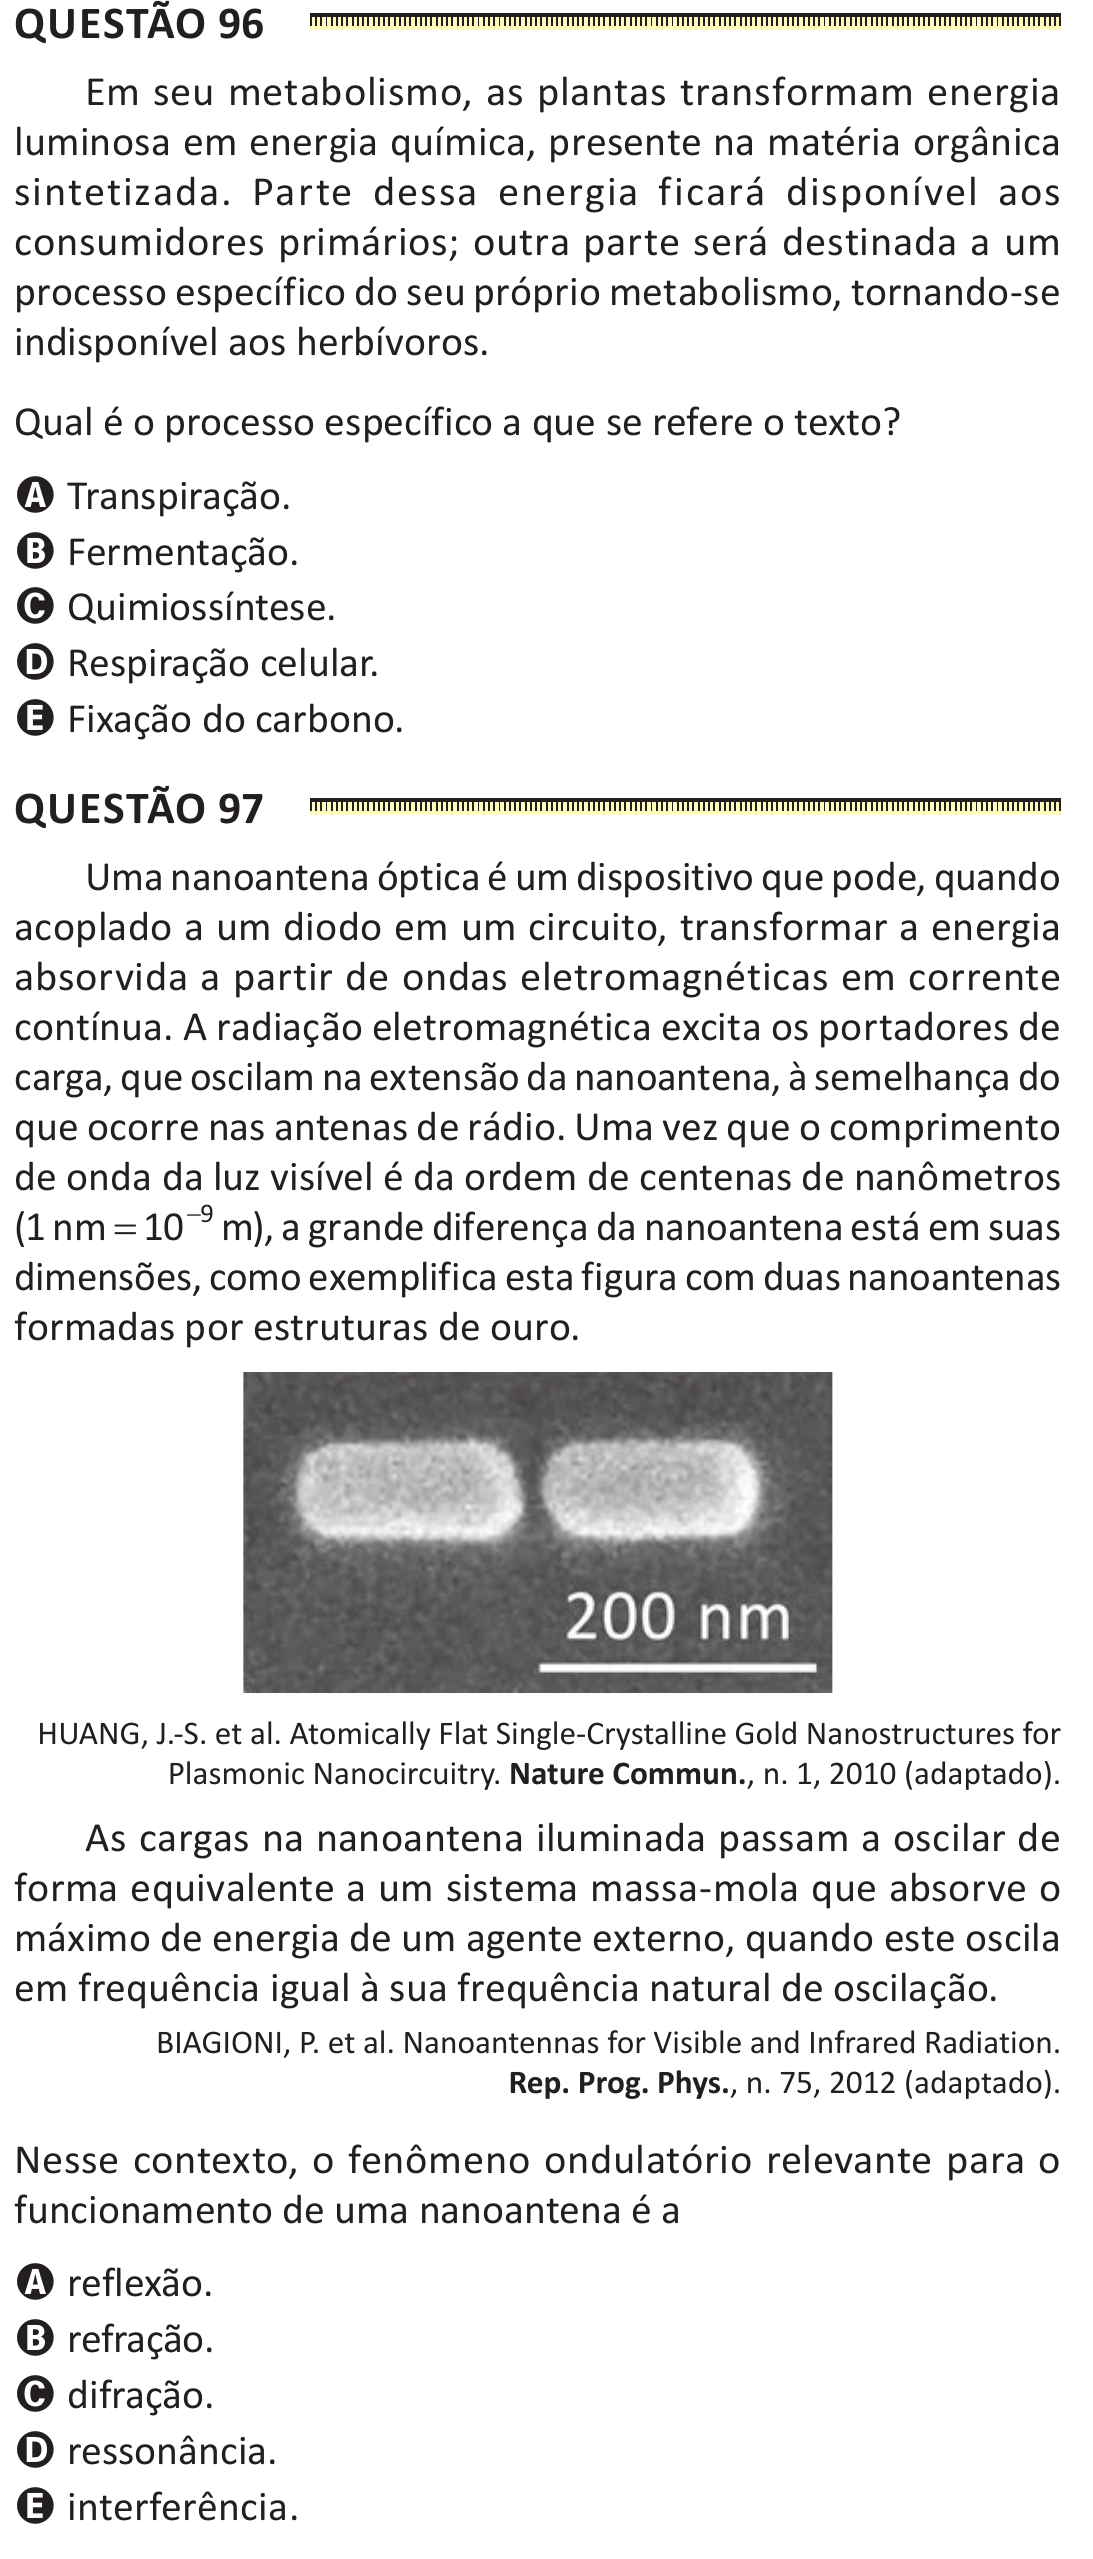 QUESTÃO 96
Em seu metabolismo, as plantas transformam energia
luminosa em energia química, presente na matéria orgânica
sintetizada. Parte dessa energia ficará disponível aos
consumidores primários; outra parte será destinada a um
processo específico do seu próprio metabolismo, tornando-se
indisponível aos herbívoros.
Qual é o processo específico a que se refere o texto?
A Transpiração.
B Fermentação.
C Quimiossíntese.
D Respiração celular.
E Fixação do carbono.
QUESTÃO 97
Uma nanoantena óptica é um dispositivo que pode, quando
acoplado a um diodo em um circuito, transformar a energia
absorvida a partir de ondas eletromagnéticas em corrente
contínua. A radiação eletromagnética excita os portadores de
carga, que oscilam na extensão da nanoantena, à semelhança do
que ocorre nas antenas de rádio. Uma vez que o comprimento
de onda da luz visível é da ordem de centenas de nanômetros
(1 nm = 10⁻⁹ m), a grande diferença da nanoantena está em suas
dimensões, como exemplifica esta figura com duas nanoantenas
formadas por estruturas de ouro.
200 nm
HUANG, J.-S. et al. Atomically Flat Single-Crystalline Gold Nanostructures for
Plasmonic Nanocircuitry. Nature Commun., n. 1, 2010 (adaptado).
As cargas na nanoantena iluminada passam a oscilar de
forma equivalente a um sistema massa-mola que absorve o
máximo de energia de um agente externo, quando este oscila
em frequência igual à sua frequência natural de oscilação.
BIAGIONI, P. et al. Nanoantennas for Visible and Infrared Radiation.
Rep. Prog. Phys., n. 75, 2012 (adaptado).
Nesse contexto, o fenômeno ondulatório relevante para o
funcionamento de uma nanoantena é a
A reflexão.
B refração.
C difração.
D ressonância.
E interferência.